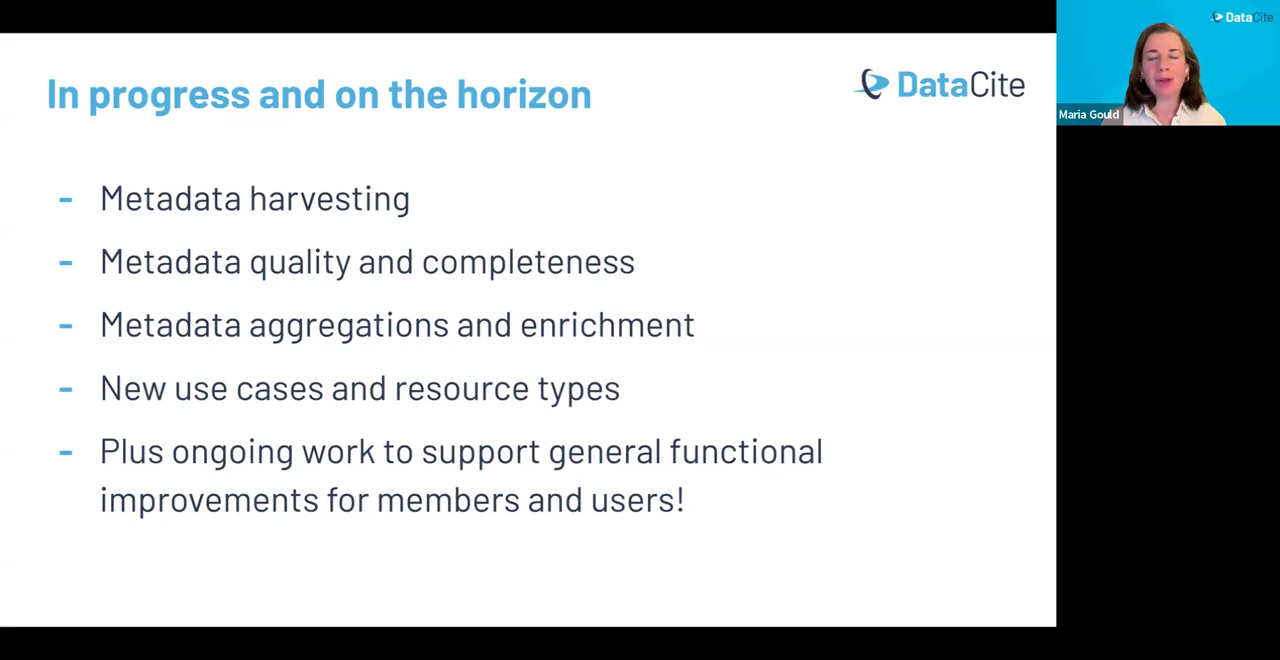 In progress and on the horizon
DataCite
- Metadata harvesting
- Metadata quality and completeness
- Metadata aggregations and enrichment
- New use cases and resource types
- Plus ongoing work to support general functional
improvements for members and users!
DataCite
Maria Gould